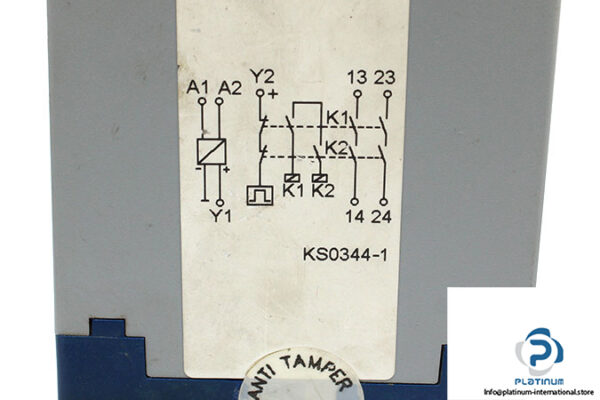 A1 A2 Y2 + 13 23
K1
K2
- +
K1 K2
Y1 14 24
KS0344-1
ANTI TAMPER
PLATINUM
Info@platinum-international.store